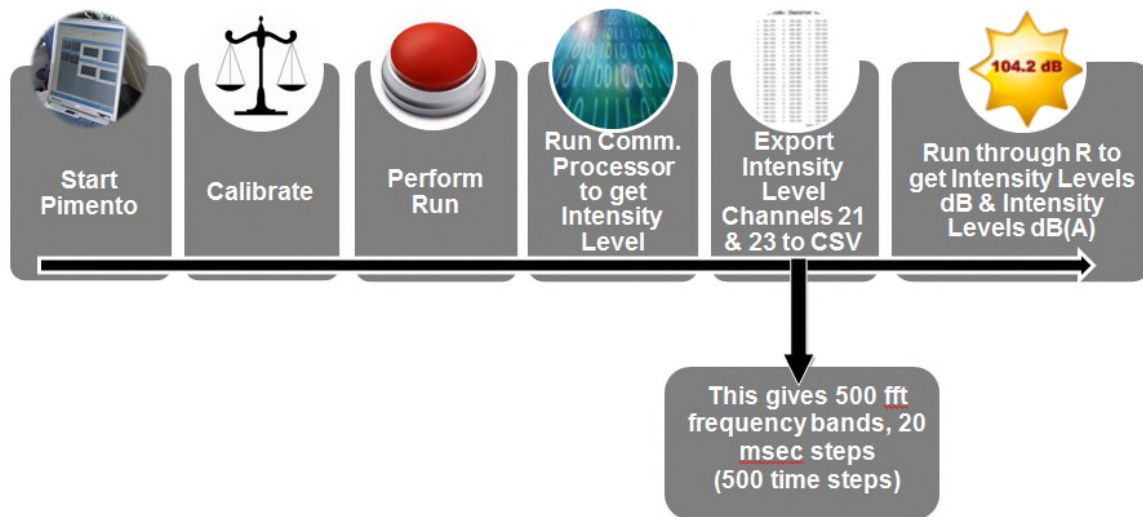 Start
Pimento
Calibrate
Perform
Run
Run Comm.
Processor
to get
Intensity
Level
Export
Intensity
Level
Channels 21
& 23 to CSV
104.2 dB
Run through R to
get Intensity Levels
dB & Intensity
Levels dB(A)
This gives 500 fft
frequency bands, 20
msec steps
(500 time steps)